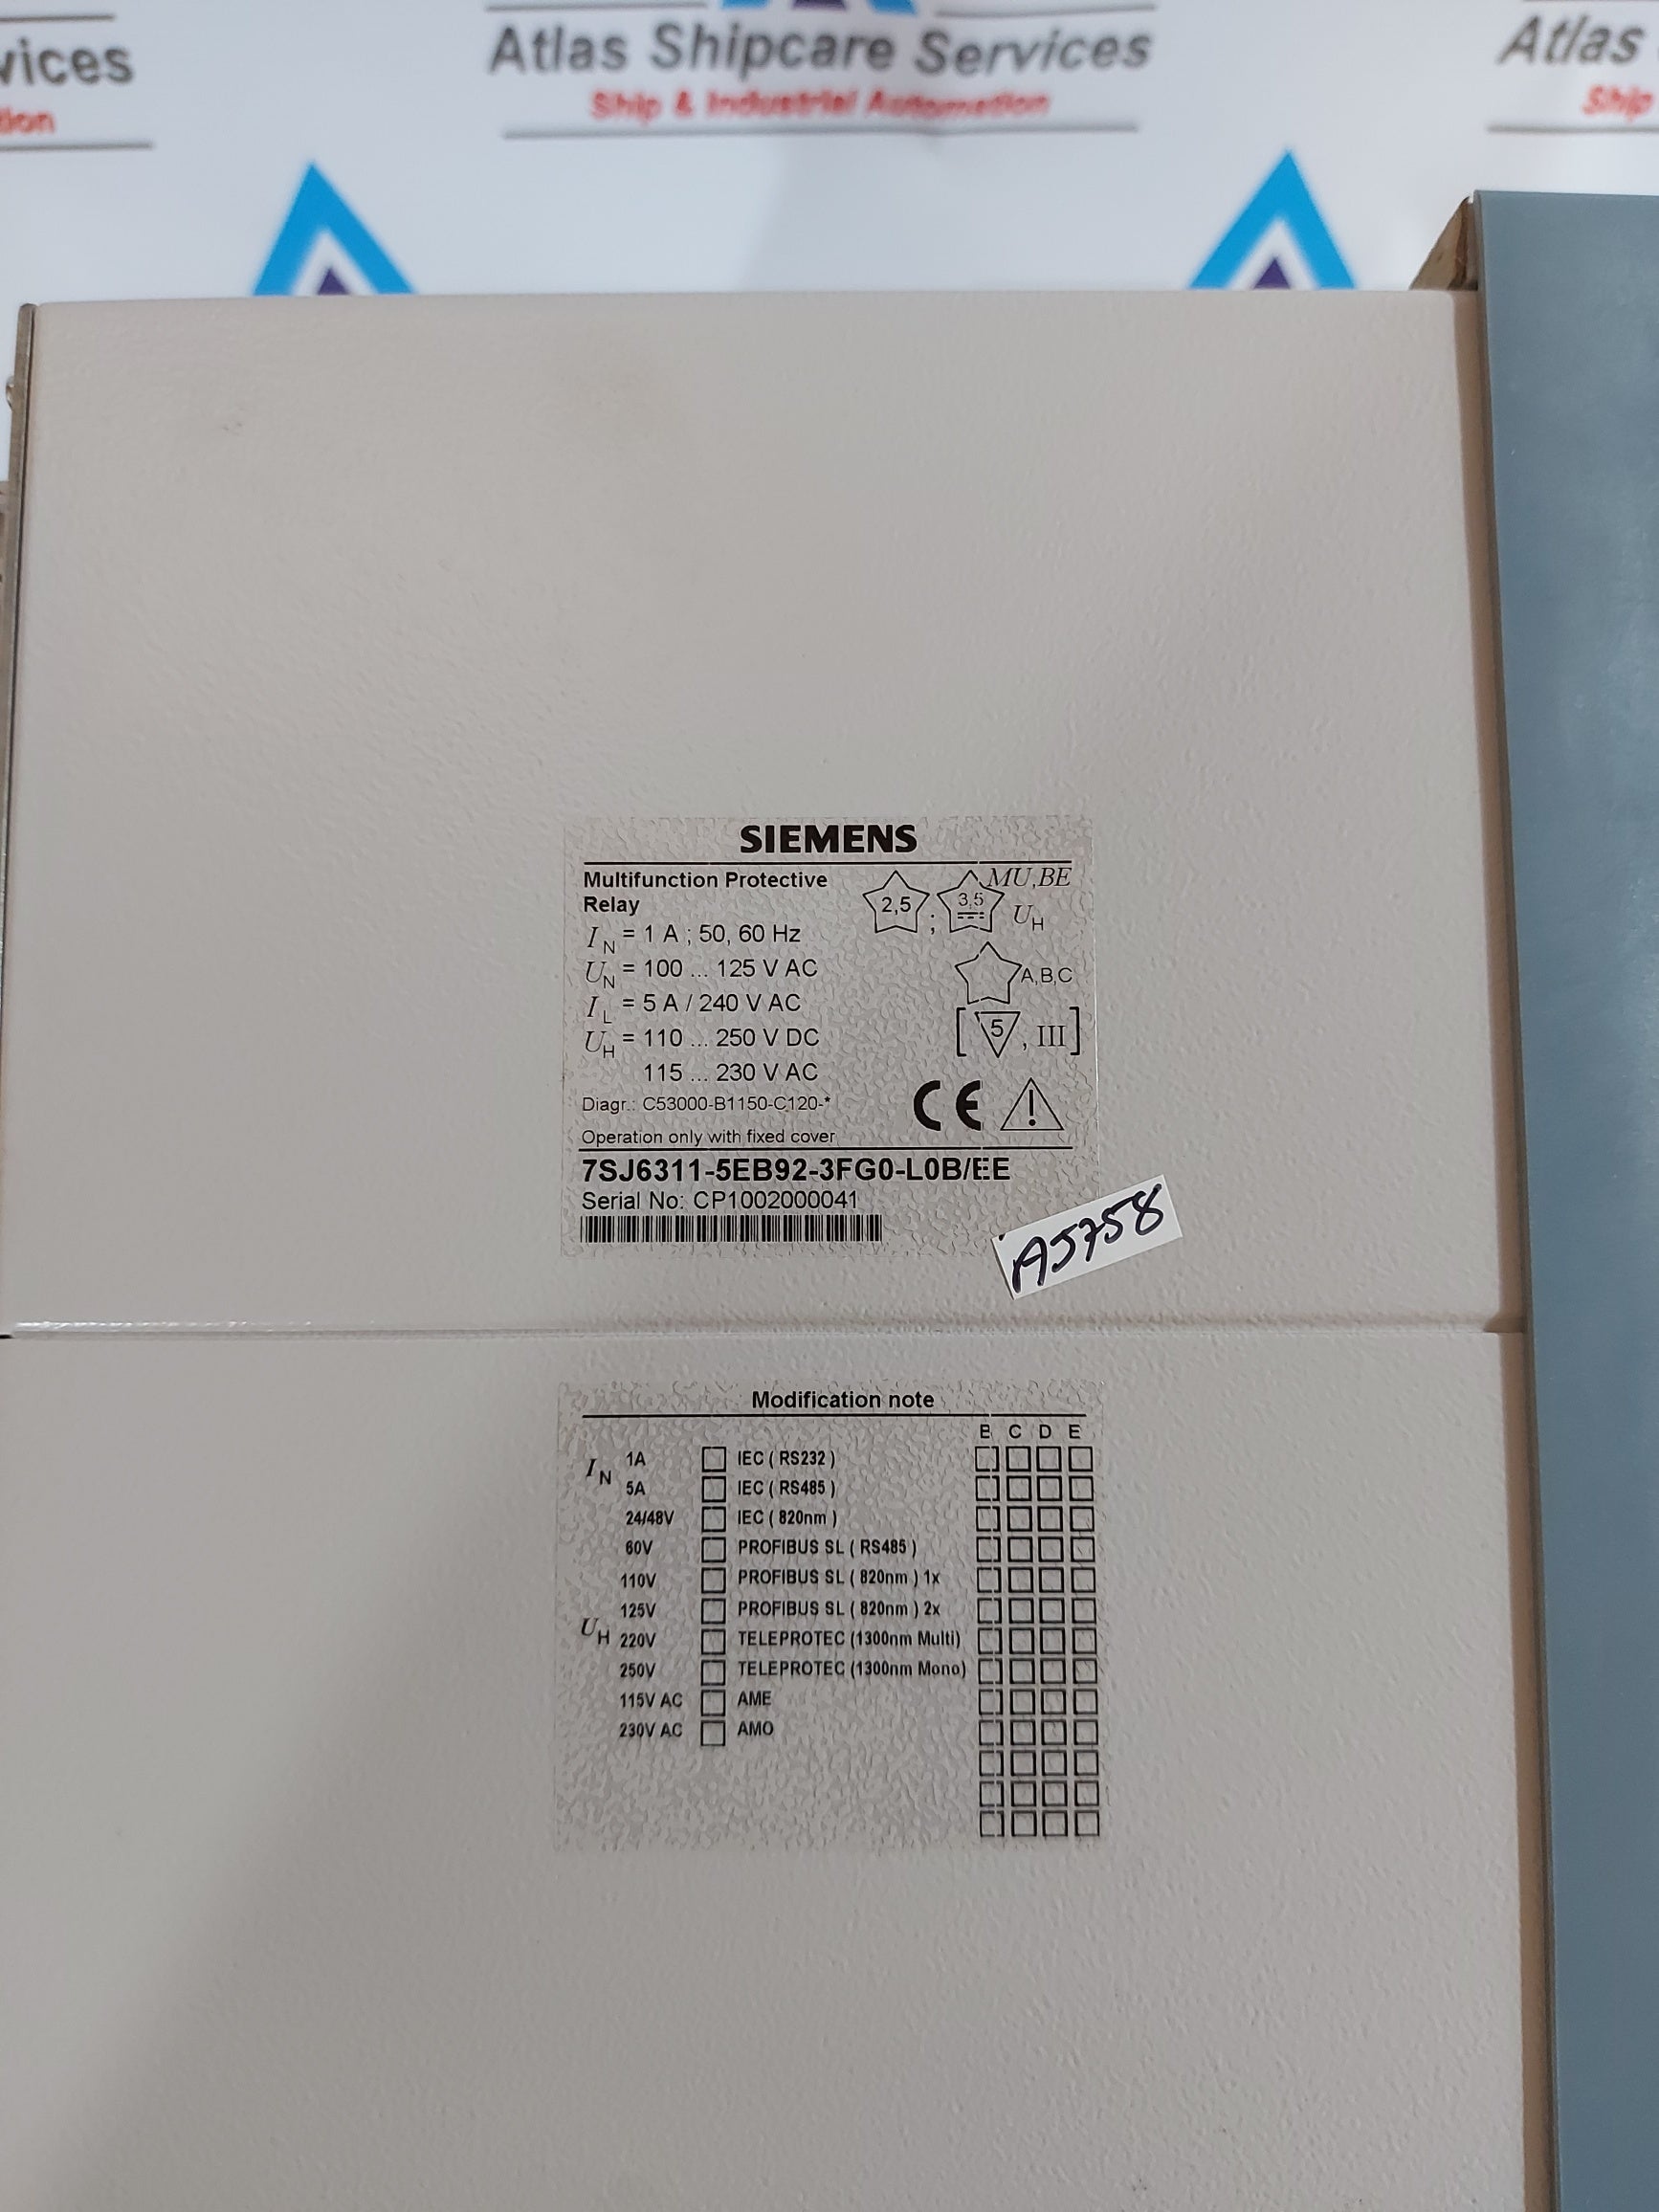 vices
Atlas Shipcare Services
Atlas
tion
Ship & Industrial Automation
Ship
SIEMENS
Multifunction Protective
Relay
2,5 ; 3,5 MU,BE
UH
IN = 1 A ; 50, 60 Hz
UN = 100 ... 125 V AC
A,B,C
IL = 5 A / 240 V AC
UH = 110 ... 250 V DC
[ 5 , III ]
115 ... 230 V AC
Diagr.: C53000-B1150-C120-*
CE
Operation only with fixed cover
7SJ6311-5EB92-3FG0-L0B/EE
Serial No: CP1002000041
A5758
Modification note
B C D E
IN 1A IEC ( RS232 )
5A IEC ( RS485 )
24/48V IEC ( 820nm )
60V PROFIBUS SL ( RS485 )
110V PROFIBUS SL ( 820nm ) 1x
125V PROFIBUS SL ( 820nm ) 2x
UH 220V TELEPROTEC (1300nm Multi)
250V TELEPROTEC (1300nm Mono)
115V AC AME
230V AC AMO